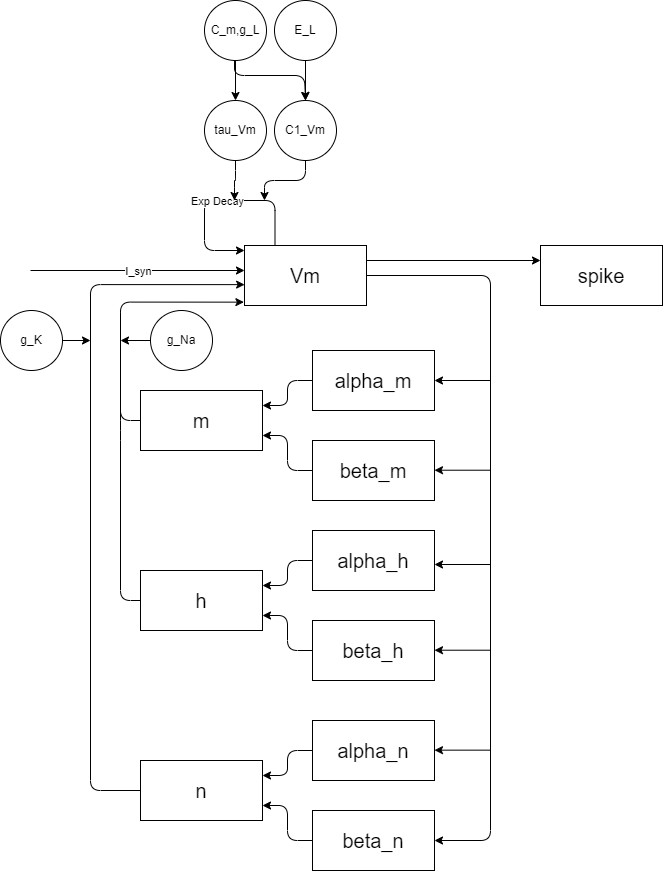 C_m,g_L
E_L
tau_Vm
C1_Vm
Exp Decay
I_syn
Vm
spike
g_K
g_Na
alpha_m
m
beta_m
alpha_h
h
beta_h
alpha_n
n
beta_n